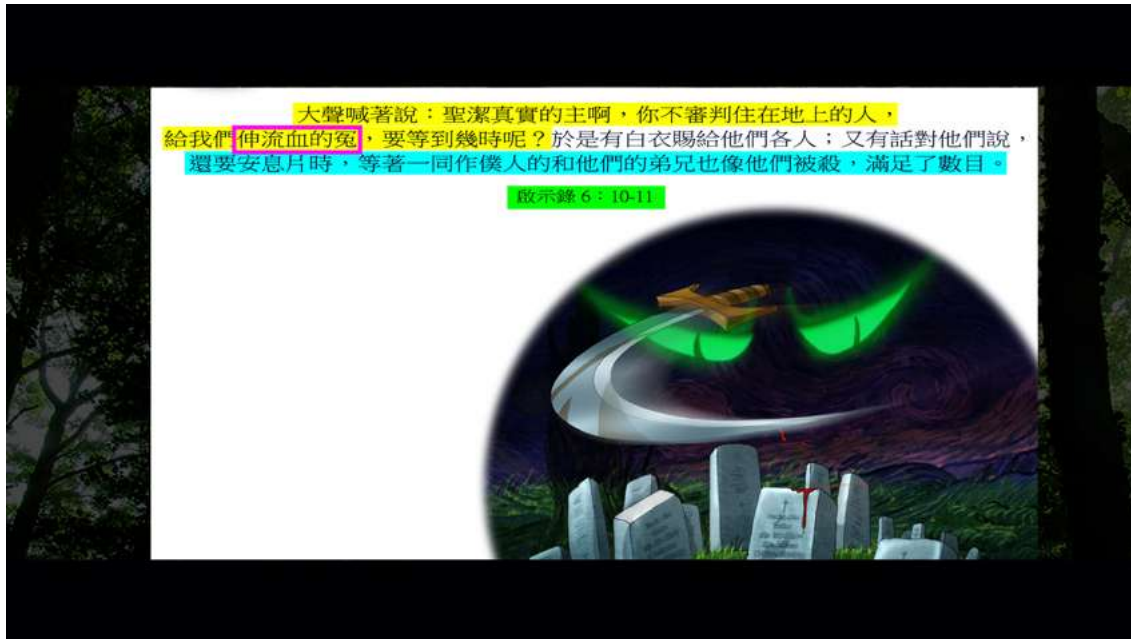 大聲喊著說：聖潔真實的主啊，你不審判住在地上的人，
給我們伸流血的冤，要等到幾時呢？於是有白衣賜給他們各人；又有話對他們說，
還要安息片時，等著一同作僕人的和他們的弟兄也像他們被殺，滿足了數目。
啟示錄 6：10-11